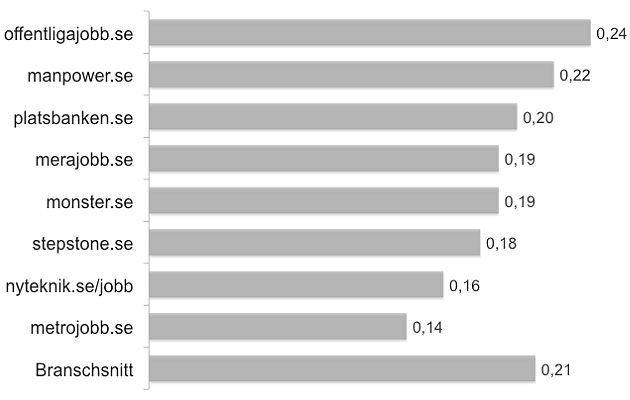 offentligajobb.se 0,24
manpower.se 0,22
platsbanken.se 0,20
merajobb.se 0,19
monster.se 0,19
stepstone.se 0,18
nyteknik.se/jobb 0,16
metrojobb.se 0,14
Branschsnitt 0,21